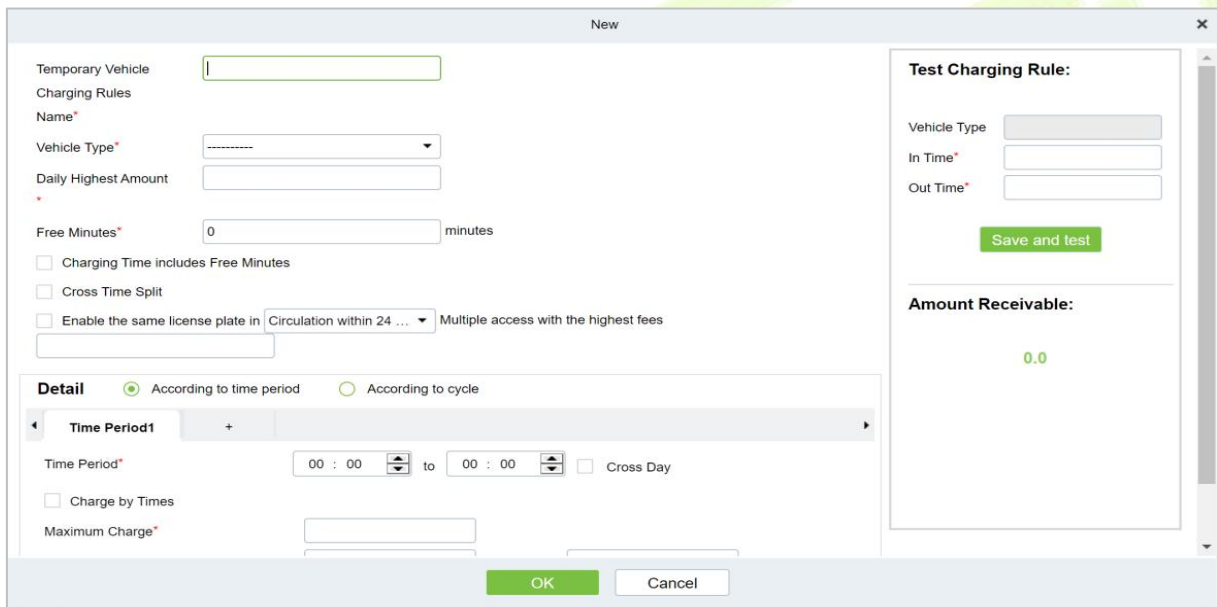 New
Temporary Vehicle
Charging Rules
Name*
Vehicle Type* ----------
Daily Highest Amount
*
Free Minutes* 0 minutes
Charging Time includes Free Minutes
Cross Time Split
Enable the same license plate in Circulation within 24 ... Multiple access with the highest fees
Detail According to time period According to cycle
Time Period1 +
Time Period* 00 : 00 to 00 : 00 Cross Day
Charge by Times
Maximum Charge*
Test Charging Rule:
Vehicle Type
In Time*
Out Time*
Save and test
Amount Receivable:
0.0
OK Cancel